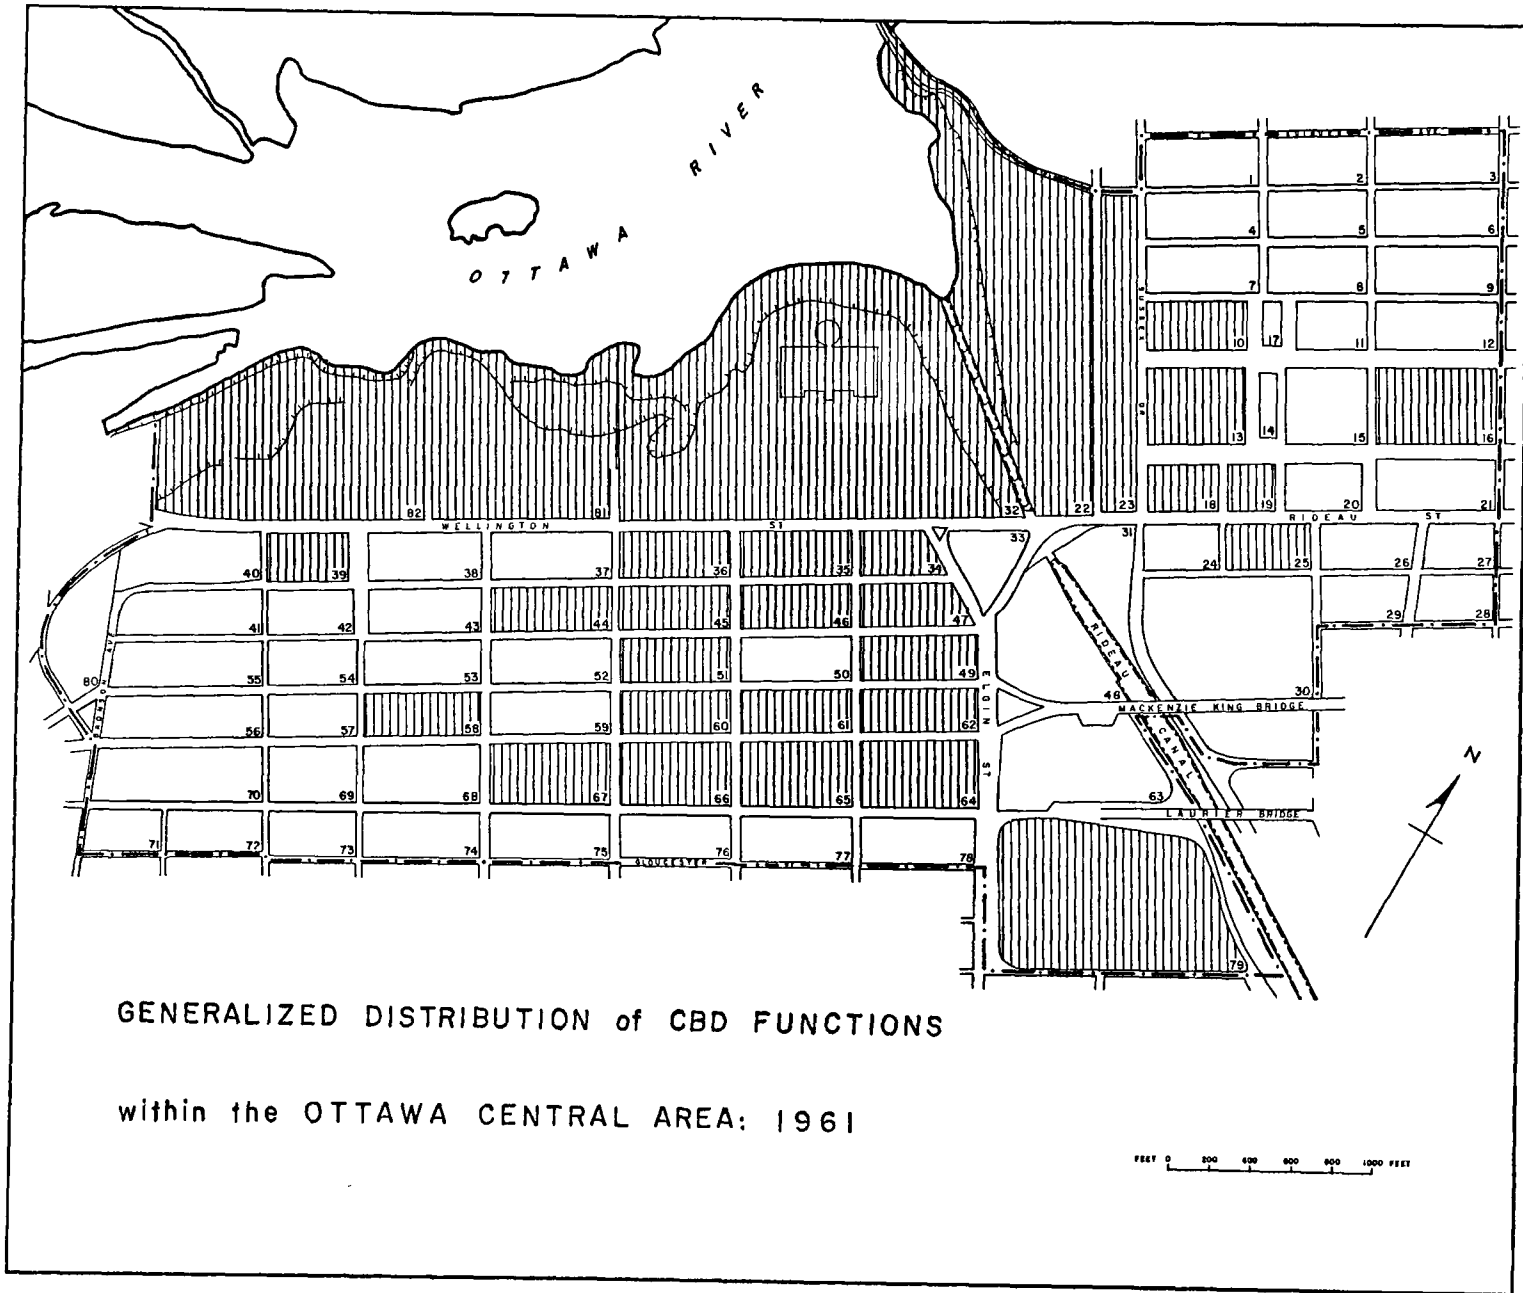 OTTAWA RIVER
AVE
1 2 3
4 5 6
7 8 9
SUSSEX DR
10 17 11 12
13 14 15 16
18 19 20 21
82 81 32 22 23
WELLINGTON ST
RIDEAU ST
40 39 38 37 36 35 34 33 31 24 25 26 27
41 42 43 44 45 46 47 29 28
RIDEAU CANAL
80 55 54 53 52 51 50 49 48 30
BRONSON AVE
ELGIN ST
MACKENZIE KING BRIDGE
56 57 58 59 60 61 62
70 69 68 67 66 65 64 63
LAURIER BRIDGE
71 72 73 74 75 76 77 78
GLOUCESTER
79
N
GENERALIZED DISTRIBUTION of CBD FUNCTIONS
within the OTTAWA CENTRAL AREA: 1961
FEET 0 200 400 600 800 1000 FEET